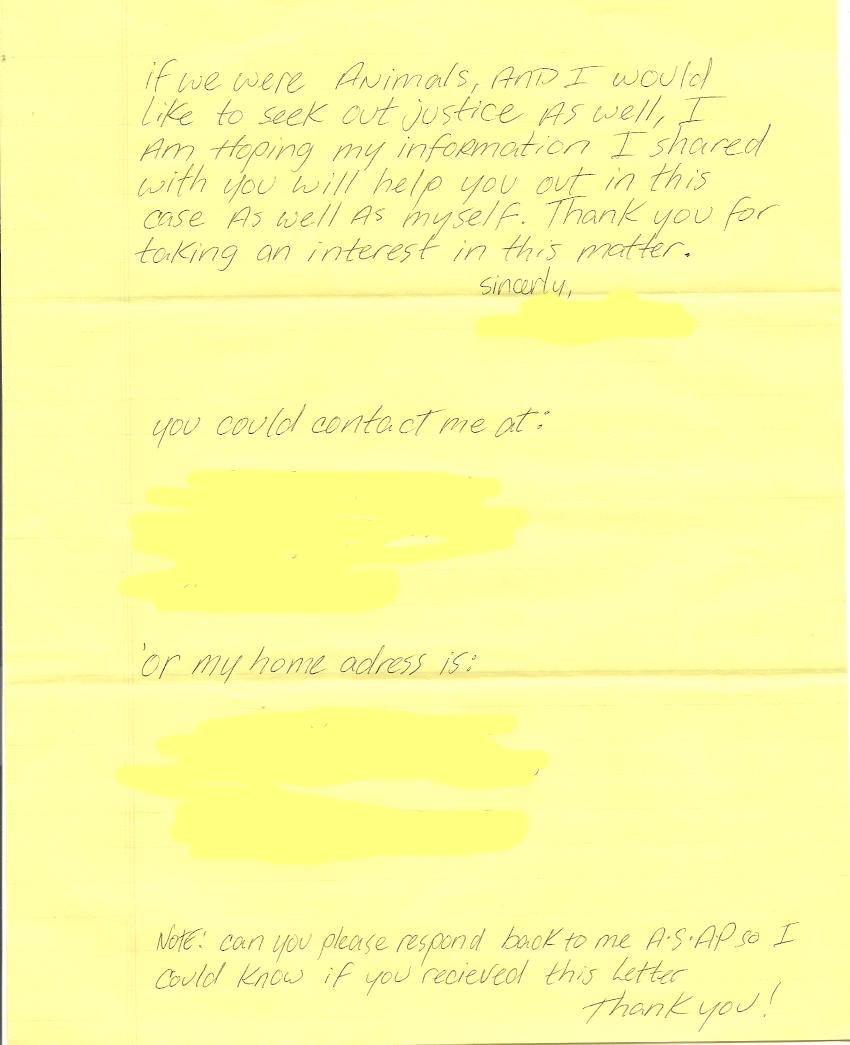 if we were Animals, AND I would
like to seek out justice As well, I
Am Hoping my information I shared
with you will help you out in this
case As well As myself. Thank you for
taking an interest in this matter.
sincerly,
you could contact me at:
'or my home adress is:
NOTE: can you please respond back to me A.S.AP so I
could know if you recieved this letter
Thank you!